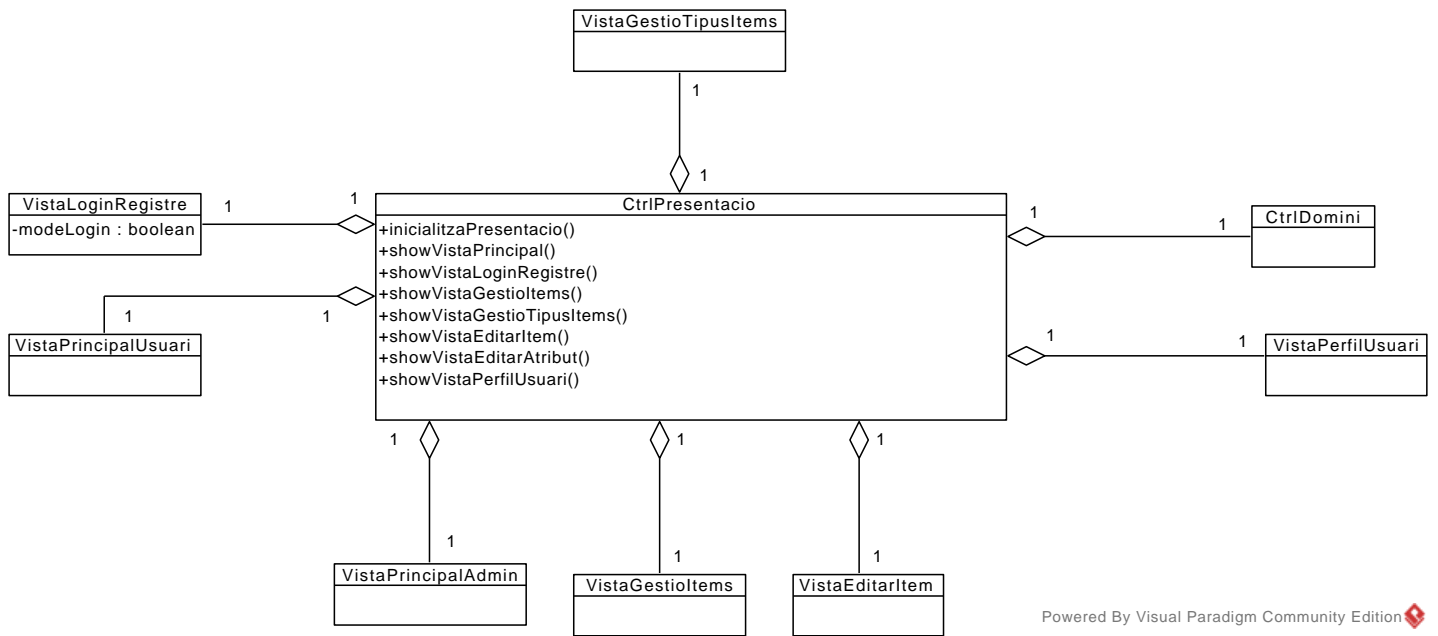 VistaGestioTipusItems
1
1
VistaLoginRegistre
-modeLogin : boolean
1
1
CtrlPresentacio
+inicialitzaPresentacio()
+showVistaPrincipal()
+showVistaLoginRegistre()
+showVistaGestioItems()
+showVistaGestioTipusItems()
+showVistaEditarItem()
+showVistaEditarAtribut()
+showVistaPerfilUsuari()
1
1
CtrlDomini
1
1
VistaPrincipalUsuari
1
1
VistaPerfilUsuari
1
1
1
1
1
1
VistaPrincipalAdmin
VistaGestioItems
VistaEditarItem
Powered By Visual Paradigm Community Edition